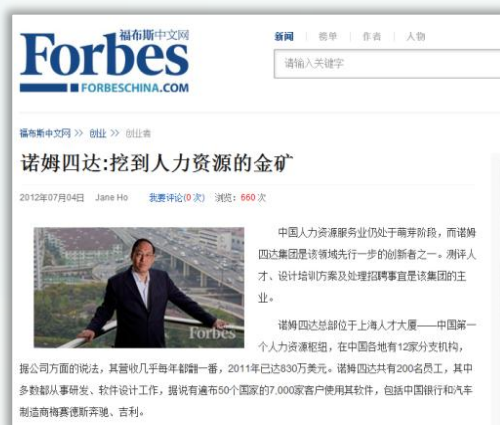 福布斯中文网
Forbes
FORBESCHINA.COM
新闻 | 榜单 | 作者 | 人物
请输入关键字
福布斯中文网 >> 创业 >> 创业者
诺姆四达:挖到人力资源的金矿
2012年07月04日 Jane Ho 我要评论(0 次) 浏览: 660 次
Forbes
中国人力资源服务业仍处于萌芽阶段，而诺姆
四达集团是该领域先行一步的创新者之一。测评人
才、设计培训方案及处理招聘事宜是该集团的主
业。
诺姆四达总部位于上海人才大厦——中国第一
个人力资源枢纽，在中国各地有12家分支机构，
据公司方面的说法，其营收几乎每年都翻一番，2011年已达830万美元。诺姆四达共有200名员工，其中
多数都从事研发、软件设计工作，据说有遍布50个国家的7,000家客户使用其软件，包括中国银行和汽车
制造商梅赛德斯奔驰、吉利。